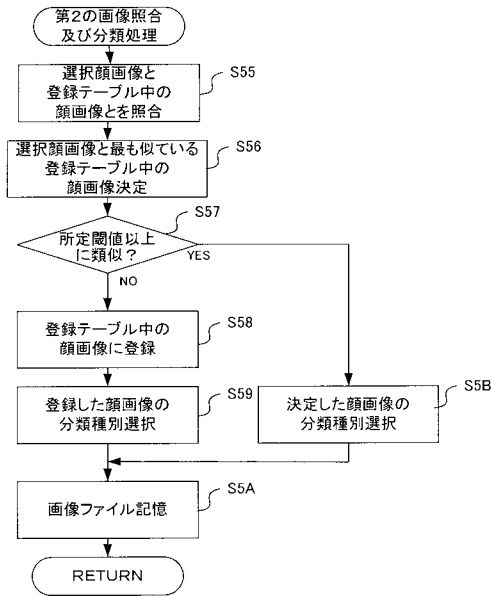 第2の画像照合
及び分類処理
選択顔画像と
登録テーブル中の
顔画像とを照合
S55
選択顔画像と最も似ている
登録テーブル中の
顔画像決定
S56
S57
所定閾値以上
に類似？
YES
NO
登録テーブル中の
顔画像に登録
S58
登録した顔画像の
分類種別選択
S59
決定した顔画像の
分類種別選択
S5B
画像ファイル記憶
S5A
RETURN